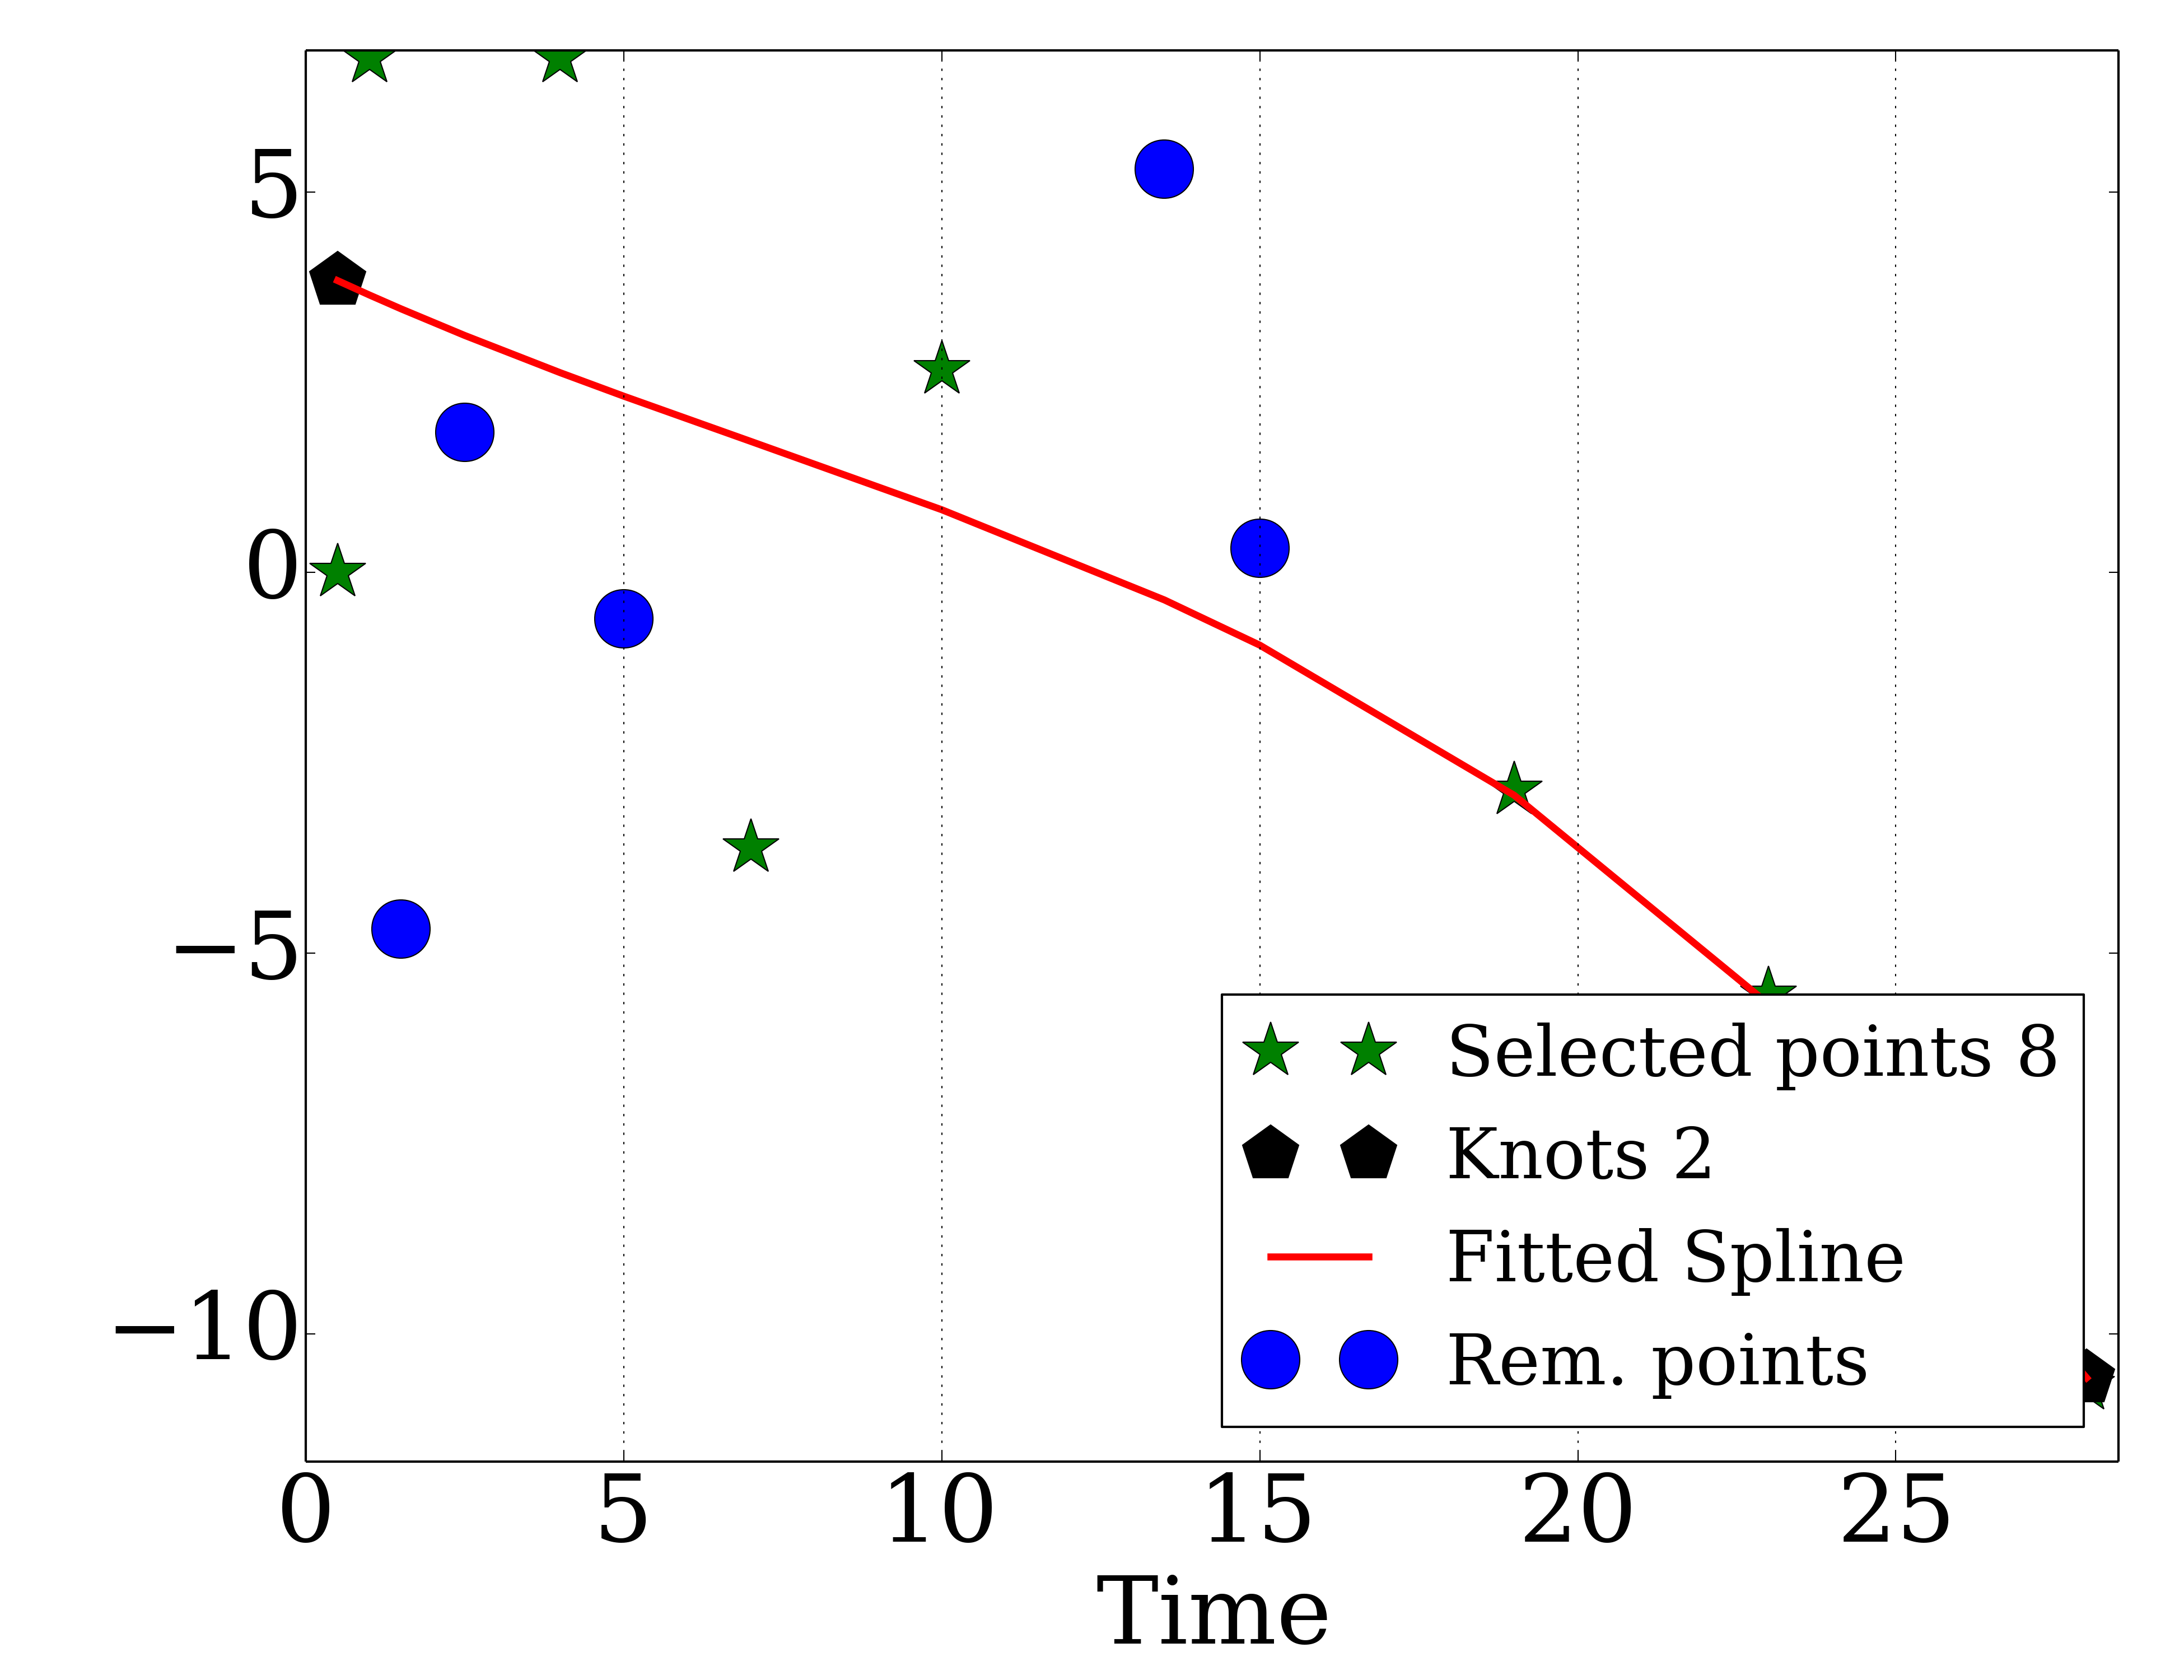 5
0
−5
−10
Selected points 8
Knots 2
Fitted Spline
Rem. points
0 5 10 15 20 25
Time